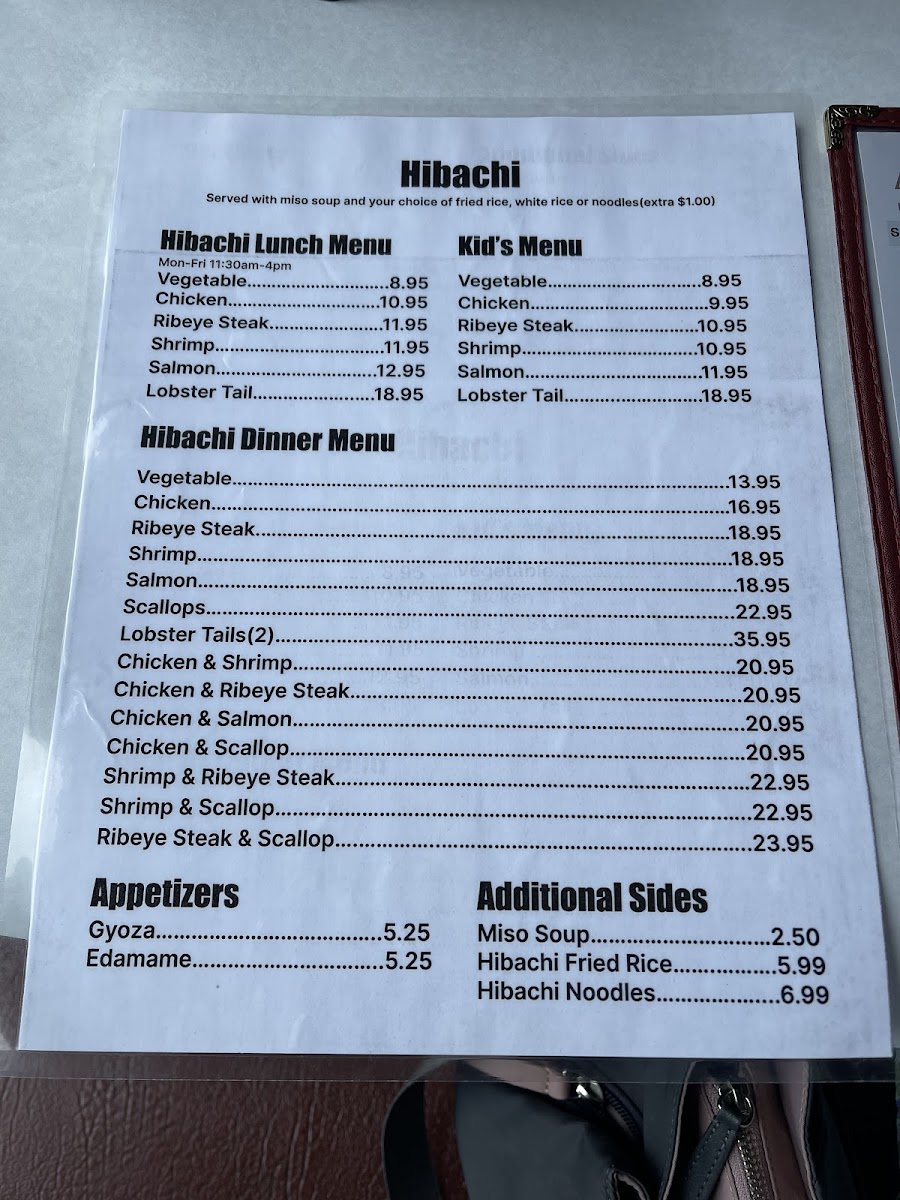 Hibachi
Served with miso soup and your choice of fried rice, white rice or noodles(extra $1.00)
Hibachi Lunch Menu
Mon-Fri 11:30am-4pm
Vegetable..............................8.95
Chicken..............................10.95
Ribeye Steak......................11.95
Shrimp................................11.95
Salmon...............................12.95
Lobster Tail........................18.95
Kid's Menu
Vegetable..............................8.95
Chicken..................................9.95
Ribeye Steak......................10.95
Shrimp................................10.95
Salmon................................11.95
Lobster Tail........................18.95
Hibachi Dinner Menu
Vegetable..............................13.95
Chicken..............................16.95
Ribeye Steak..............................18.95
Shrimp..............................18.95
Salmon..............................18.95
Scallops..............................22.95
Lobster Tails(2)..............................35.95
Chicken & Shrimp..............................20.95
Chicken & Ribeye Steak..............................20.95
Chicken & Salmon..............................20.95
Chicken & Scallop..............................20.95
Shrimp & Ribeye Steak..............................22.95
Shrimp & Scallop..............................22.95
Ribeye Steak & Scallop..............................23.95
Appetizers
Gyoza..............................5.25
Edamame..............................5.25
Additional Sides
Miso Soup..............................2.50
Hibachi Fried Rice..................5.99
Hibachi Noodles.....................6.99